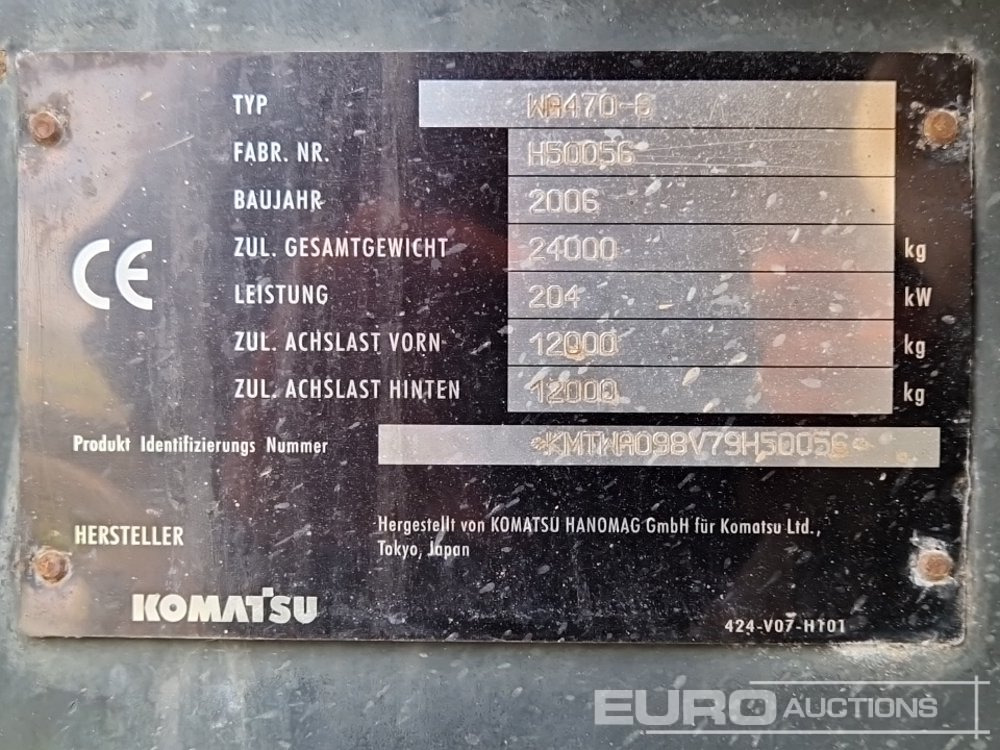 TYP WA470-6
FABR. NR. H50056
BAUJAHR 2006
ZUL. GESAMTGEWICHT 24000 kg
LEISTUNG 204 kW
ZUL. ACHSLAST VORN 12000 kg
ZUL. ACHSLAST HINTEN 12000 kg
CE
Produkt Identifizierungs Nummer *KMTWA098V79H50056*
HERSTELLER Hergestellt von KOMATSU HANOMAG GmbH für Komatsu Ltd.,
Tokyo, Japan
KOMATSU
424-V07-H101
EURO AUCTIONS